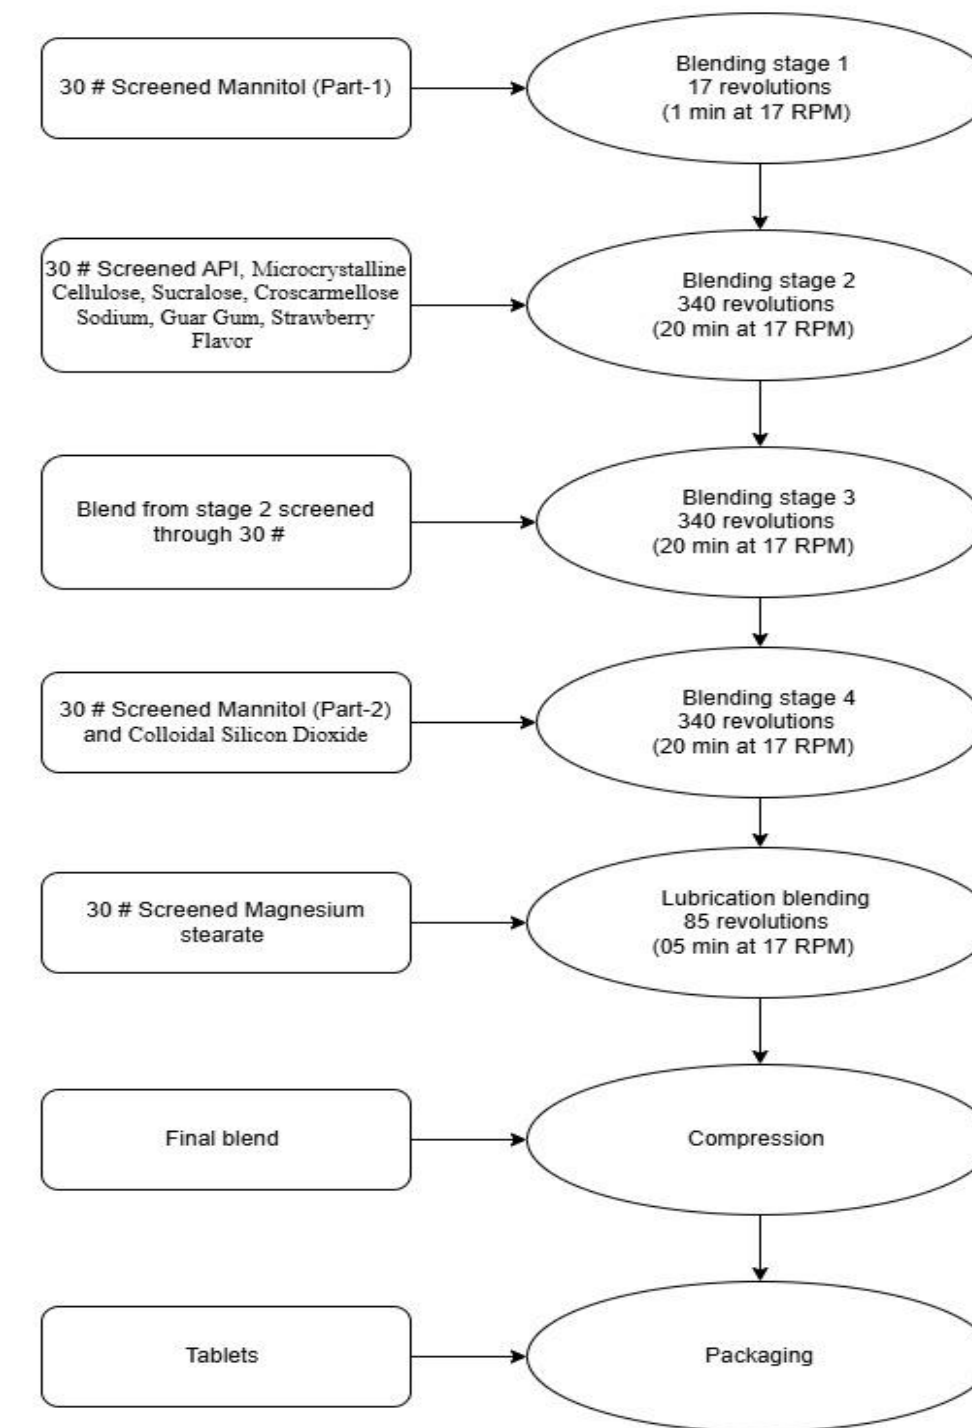 30 # Screened Mannitol (Part-1)
Blending stage 1
17 revolutions
(1 min at 17 RPM)
30 # Screened API, Microcrystalline
Cellulose, Sucralose, Croscarmellose
Sodium, Guar Gum, Strawberry
Flavor
Blending stage 2
340 revolutions
(20 min at 17 RPM)
Blend from stage 2 screened
through 30 #
Blending stage 3
340 revolutions
(20 min at 17 RPM)
30 # Screened Mannitol (Part-2)
and Colloidal Silicon Dioxide
Blending stage 4
340 revolutions
(20 min at 17 RPM)
30 # Screened Magnesium
stearate
Lubrication blending
85 revolutions
(05 min at 17 RPM)
Final blend
Compression
Tablets
Packaging